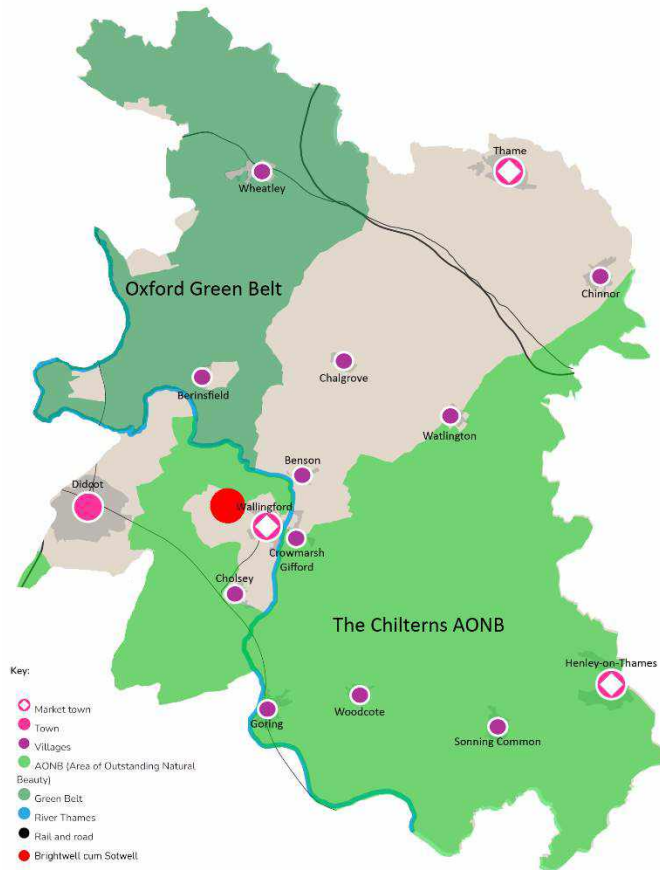 Thame
Wheatley
Chinnor
Oxford Green Belt
Chalgrove
Berinsfield
Watlington
Benson
Didcot
Wallingford
Crowmarsh
Gifford
Cholsey
The Chilterns AONB
Henley-on-Thames
Woodcote
Goring
Sonning Common
Key:
Market town
Town
Villages
AONB (Area of Outstanding Natural
Beauty)
Green Belt
River Thames
Rail and road
Brightwell cum Sotwell